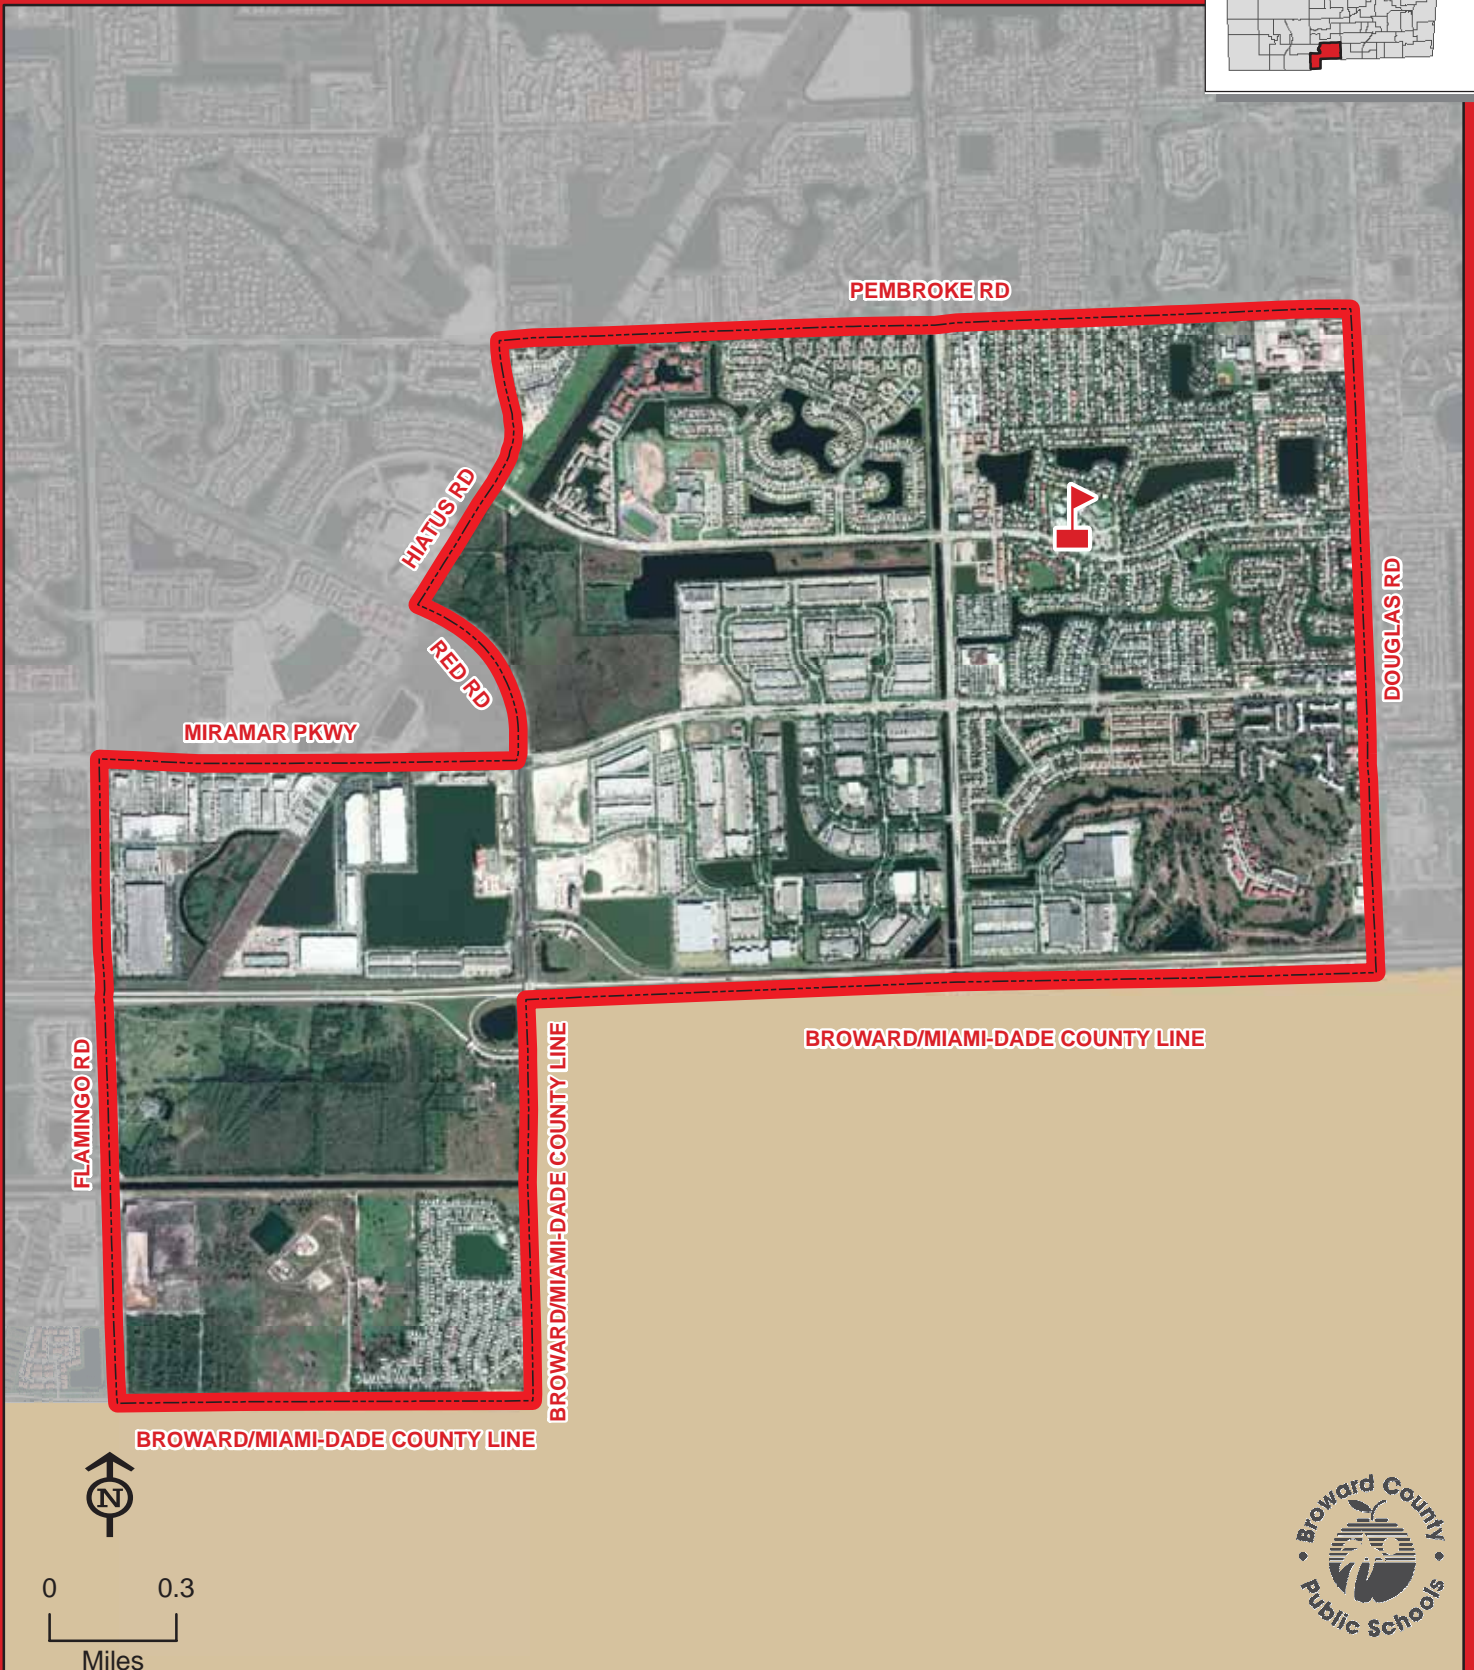 PEMBROKE RD
HIATUS RD
RED RD
DOUGLAS RD
MIRAMAR PKWY
BROWARD/MIAMI-DADE COUNTY LINE
FLAMINGO RD
BROWARD/MIAMI-DADE COUNTY LINE
BROWARD/MIAMI-DADE COUNTY LINE
N
0 0.3
Miles
Broward County
Public Schools